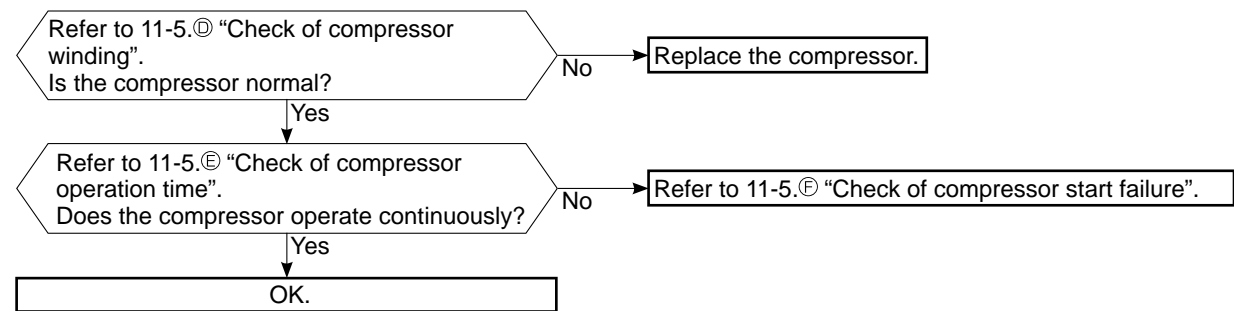 Refer to 11-5.Ⓓ “Check of compressor
winding”.
Is the compressor normal?
No
Replace the compressor.
Yes
Refer to 11-5.Ⓔ “Check of compressor
operation time”.
Does the compressor operate continuously?
No
Refer to 11-5.Ⓕ “Check of compressor start failure”.
Yes
OK.